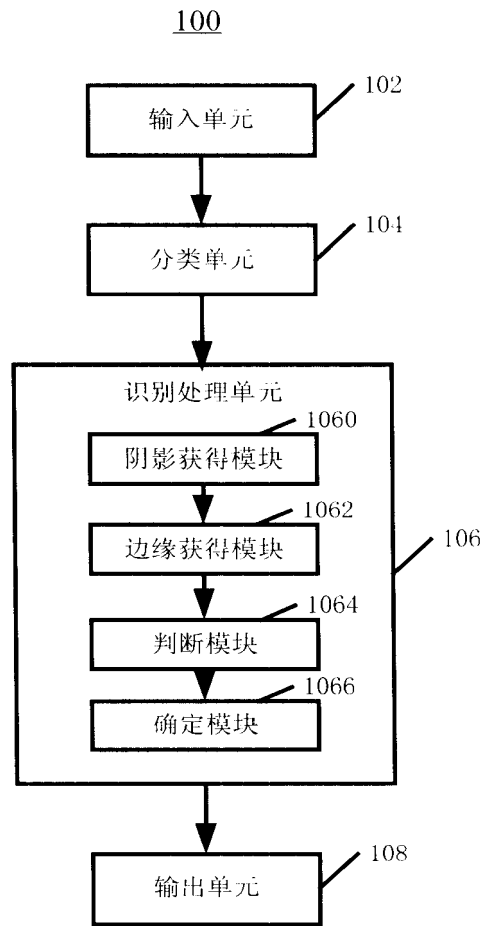 100
102
输入单元
104
分类单元
识别处理单元
1060
阴影获得模块
1062
边缘获得模块
106
1064
判断模块
1066
确定模块
108
输出单元